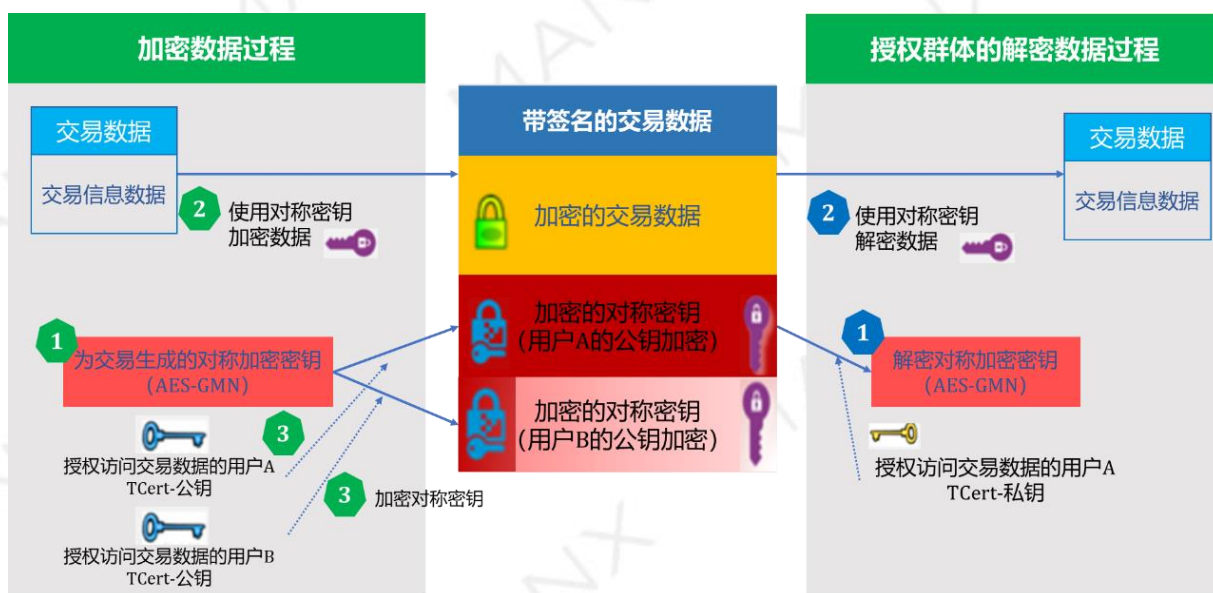 加密数据过程
交易数据
交易信息数据
2
使用对称密钥
加密数据
1
为交易生成的对称加密密钥
(AES-GMN)
3
授权访问交易数据的用户A
TCert-公钥
3
加密对称密钥
授权访问交易数据的用户B
TCert-公钥
带签名的交易数据
加密的交易数据
加密的对称密钥
(用户A的公钥加密)
加密的对称密钥
(用户B的公钥加密)
授权群体的解密数据过程
交易数据
交易信息数据
2
使用对称密钥
解密数据
1
解密对称加密密钥
(AES-GMN)
授权访问交易数据的用户A
TCert-私钥